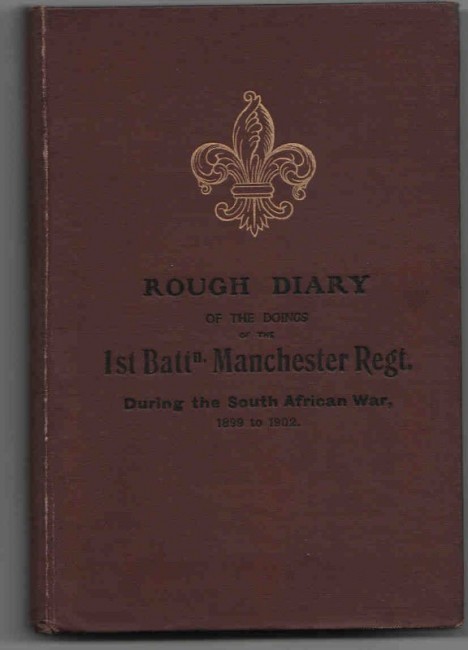 ROUGH DIARY
OF THE DOINGS
OF THE
1st Battn. Manchester Regt.
During the South African War,
1899 to 1902.